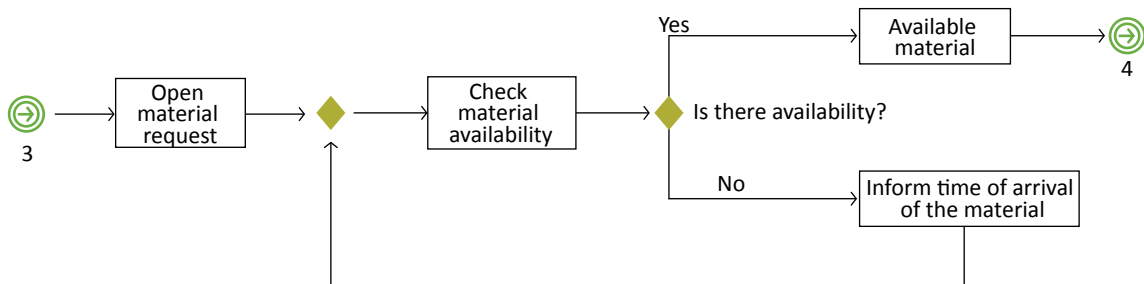 3
Open
material
request
Check
material
availability
Is there availability?
Yes
Available
material
4
No
Inform time of arrival
of the material